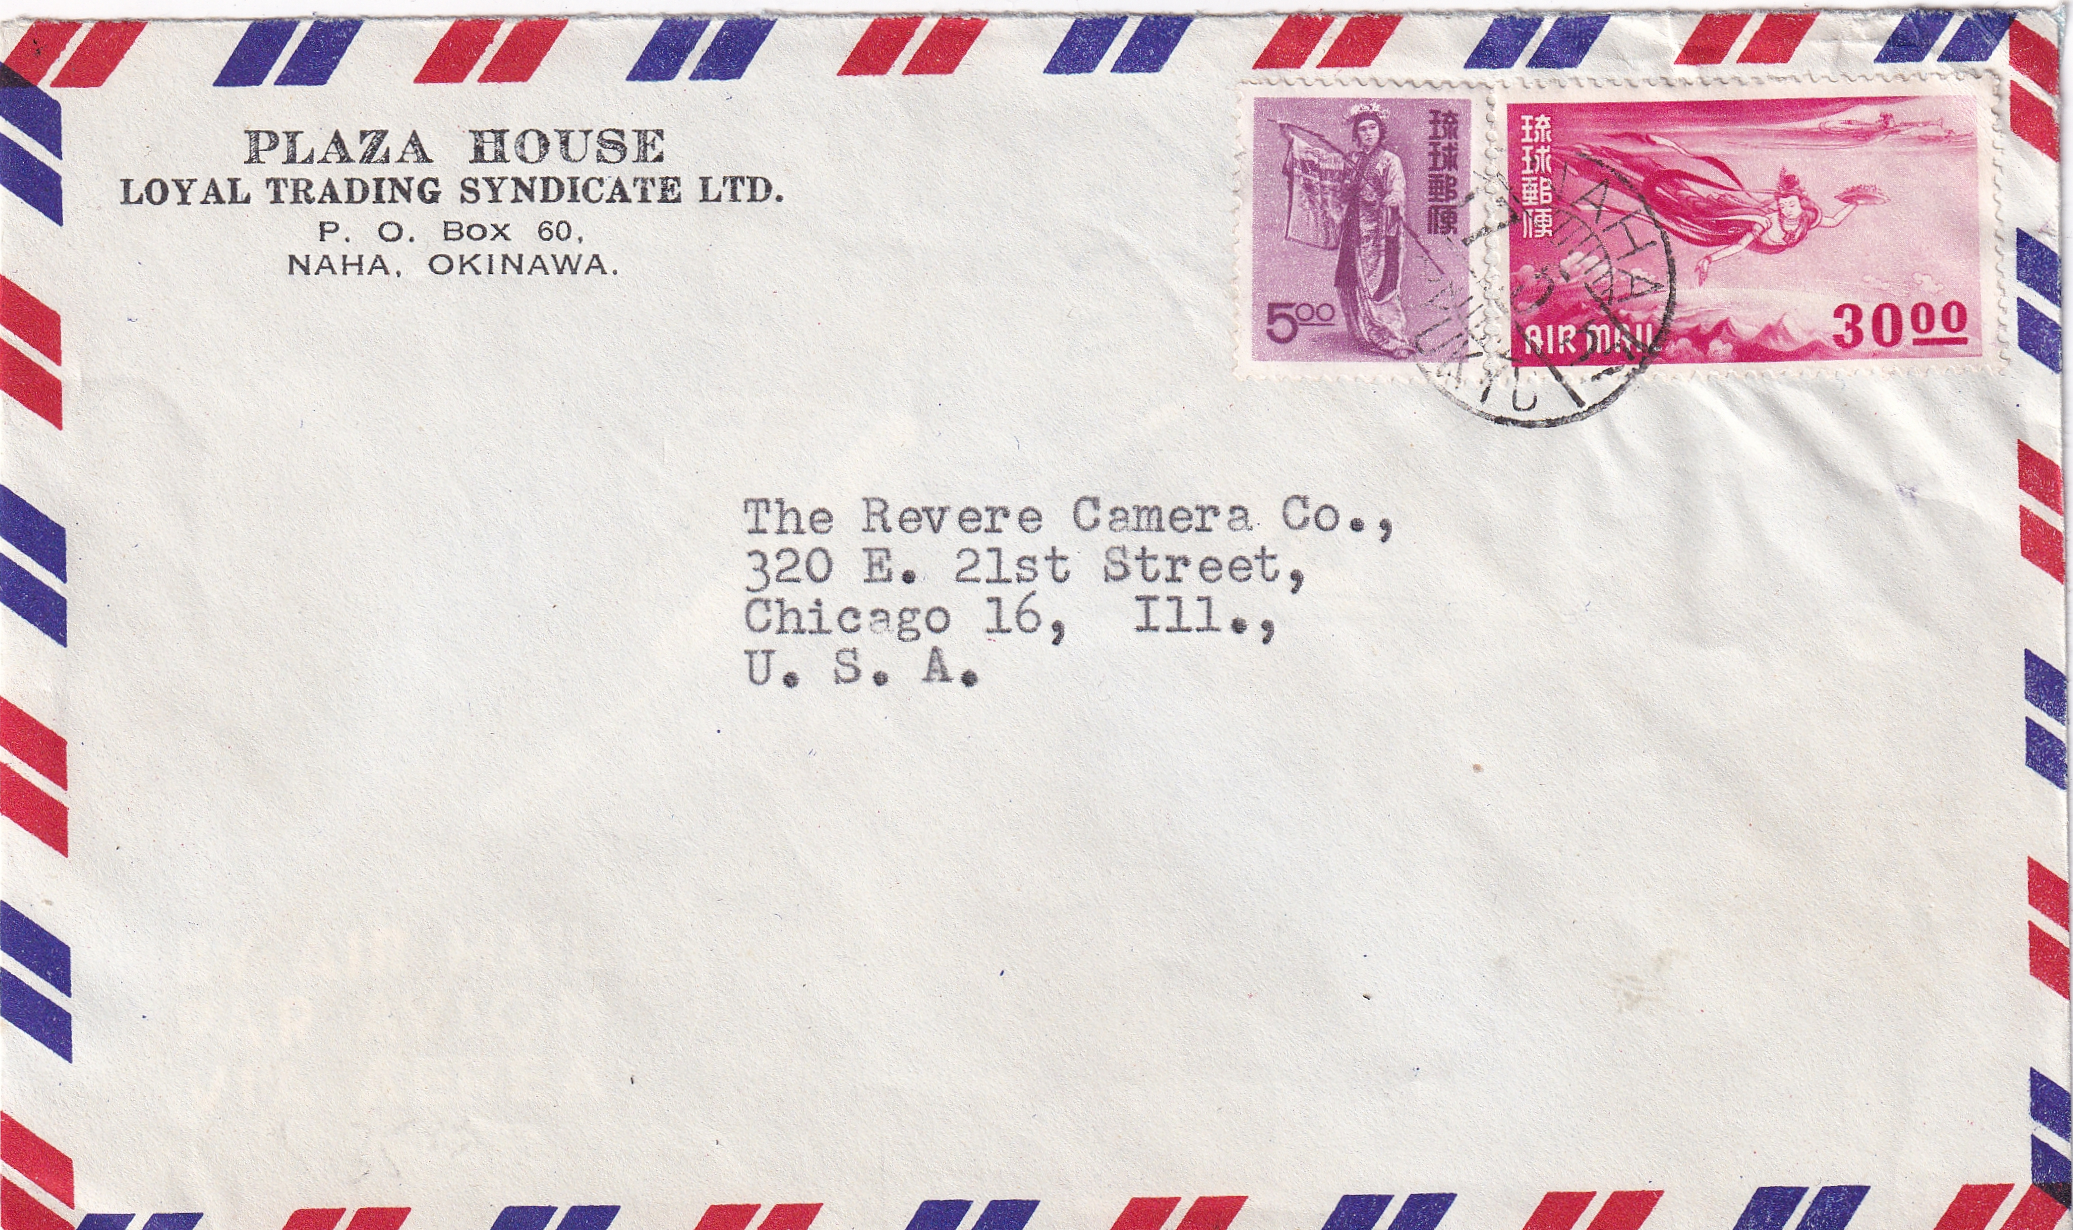 PLAZA HOUSE
LOYAL TRADING SYNDICATE LTD.
P. O. Box 60,
NAHA, OKINAWA.
琉球郵便
5.00
琉球郵便
AIR MAIL
30.00
NAHA
The Revere Camera Co.,
320 E. 21st Street,
Chicago 16, Ill.,
U. S. A.